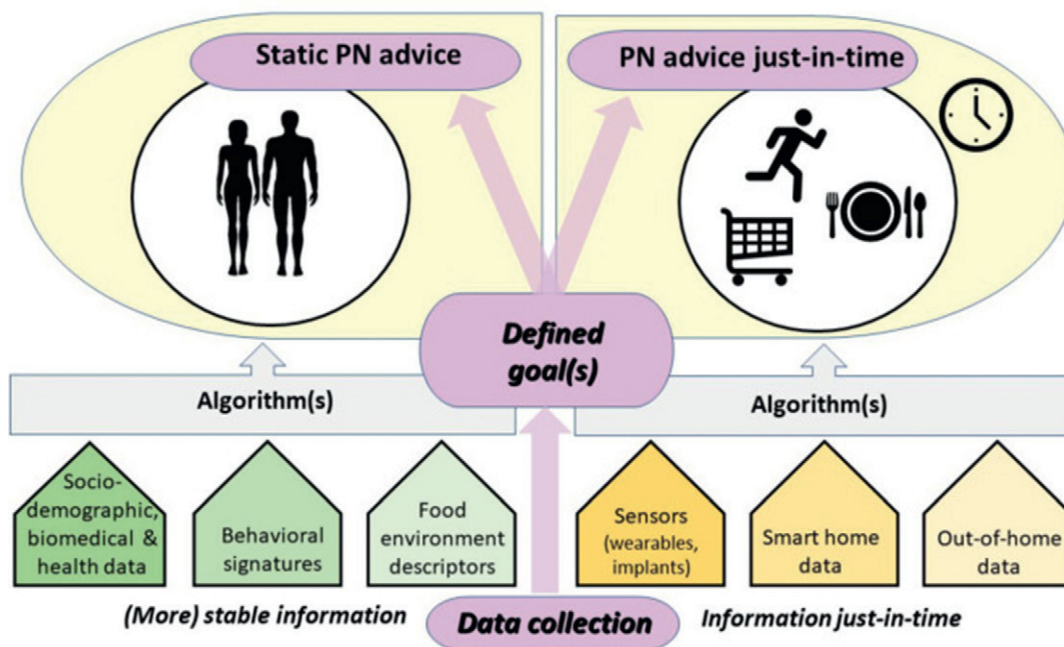 Static PN advice
PN advice just-in-time
Defined
goal(s)
Algorithm(s)
Algorithm(s)
Socio-
demographic,
biomedical &
health data
Behavioral
signatures
Food
environment
descriptors
Sensors
(wearables,
implants)
Smart home
data
Out-of-home
data
(More) stable information
Data collection
Information just-in-time